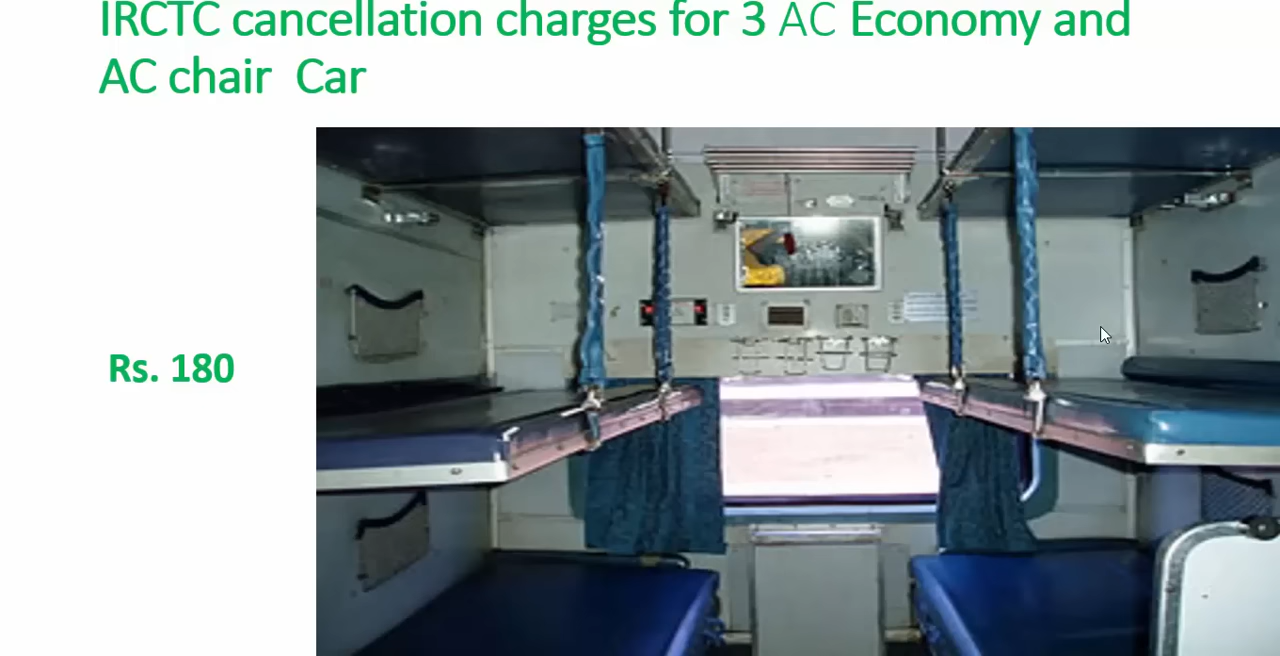 IRCTC cancellation charges for 3 AC Economy and
AC chair  Car
Rs. 180